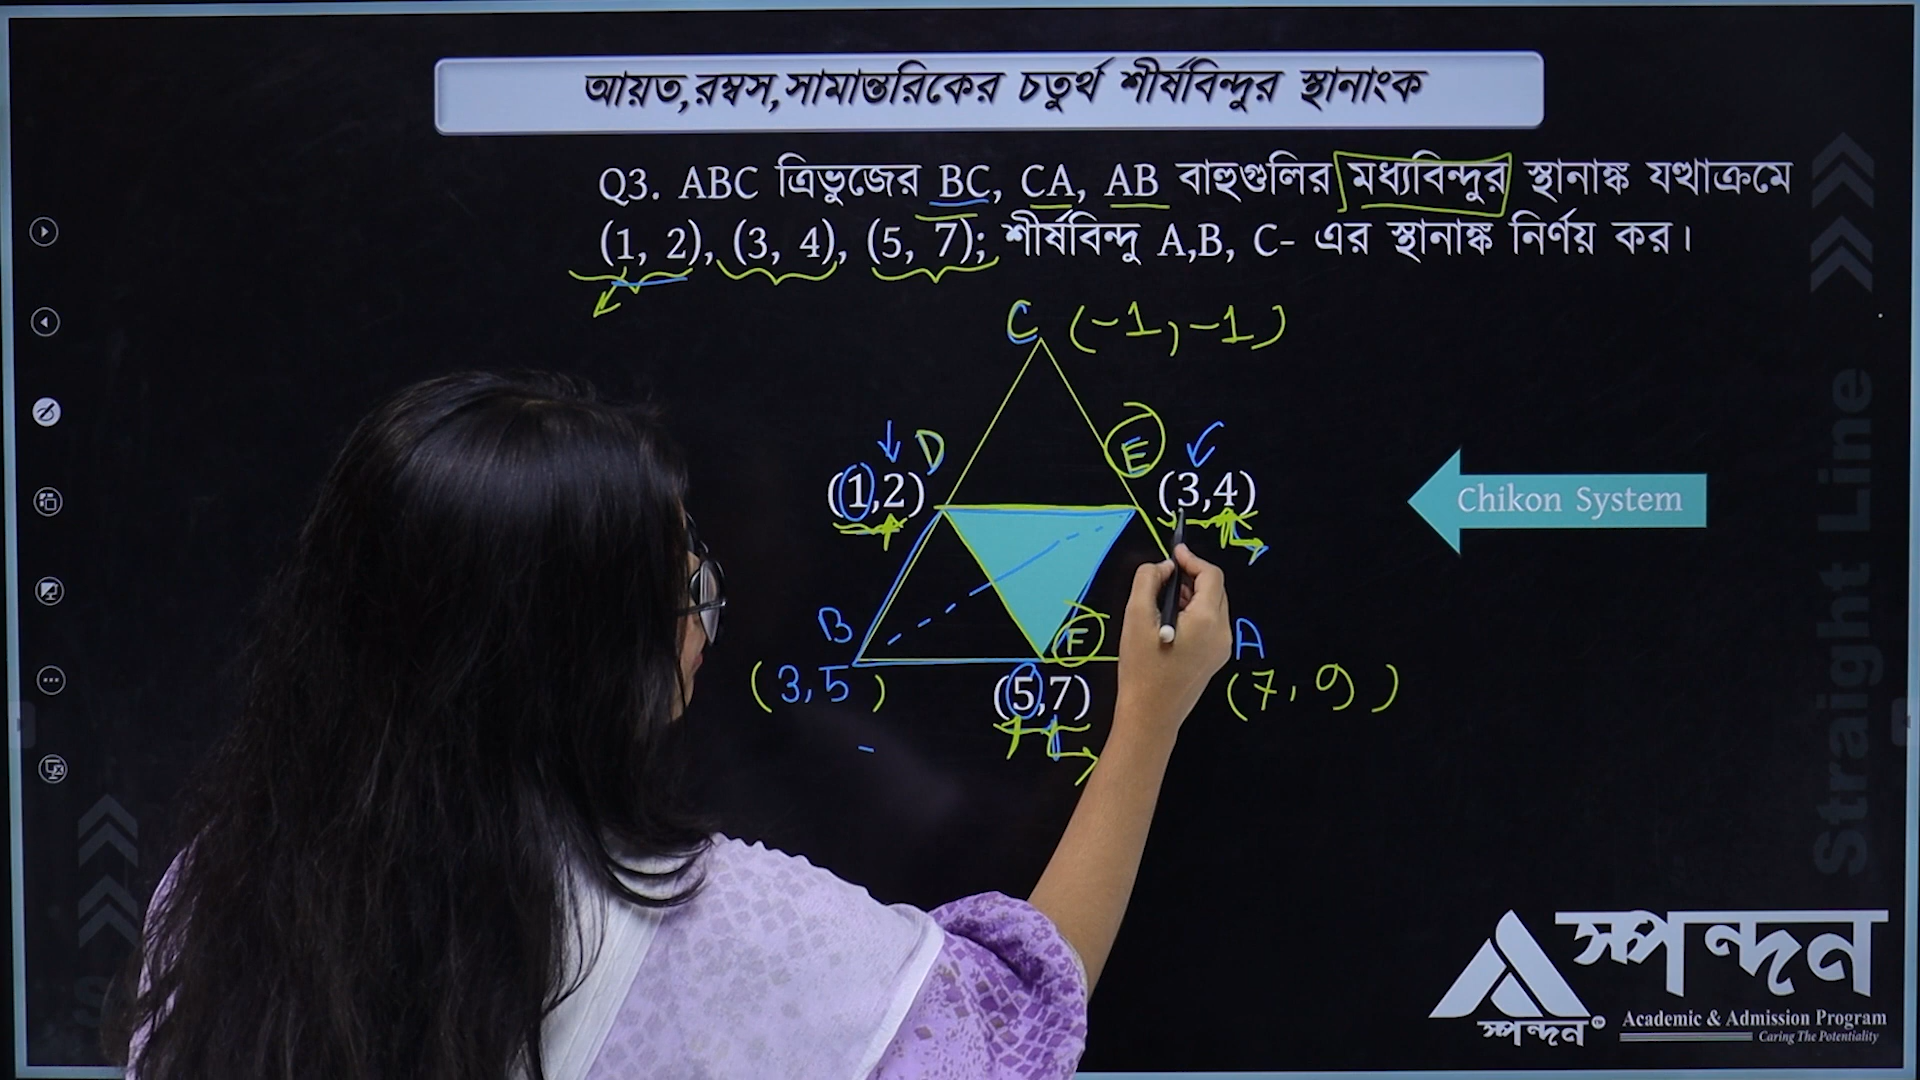 আয়ত,রম্বস,সামান্তরিকের চতুর্থ শীর্ষবিন্দুর স্থানাংক
Q3. ABC ত্রিভুজের BC, CA, AB বাহুগুলির মধ্যবিন্দুর স্থানাঙ্ক যথাক্রমে
(1, 2), (3, 4), (5, 7); শীর্ষবিন্দু A,B, C- এর স্থানাঙ্ক নির্ণয় কর।
C (-1, -1)
D E
(1,2) (3,4)
Chikon System
B F A
(3,5) (5,7) (7,9)
Straight Line
স্পন্দন
স্পন্দন
Academic & Admission Program
Caring The Potentiality